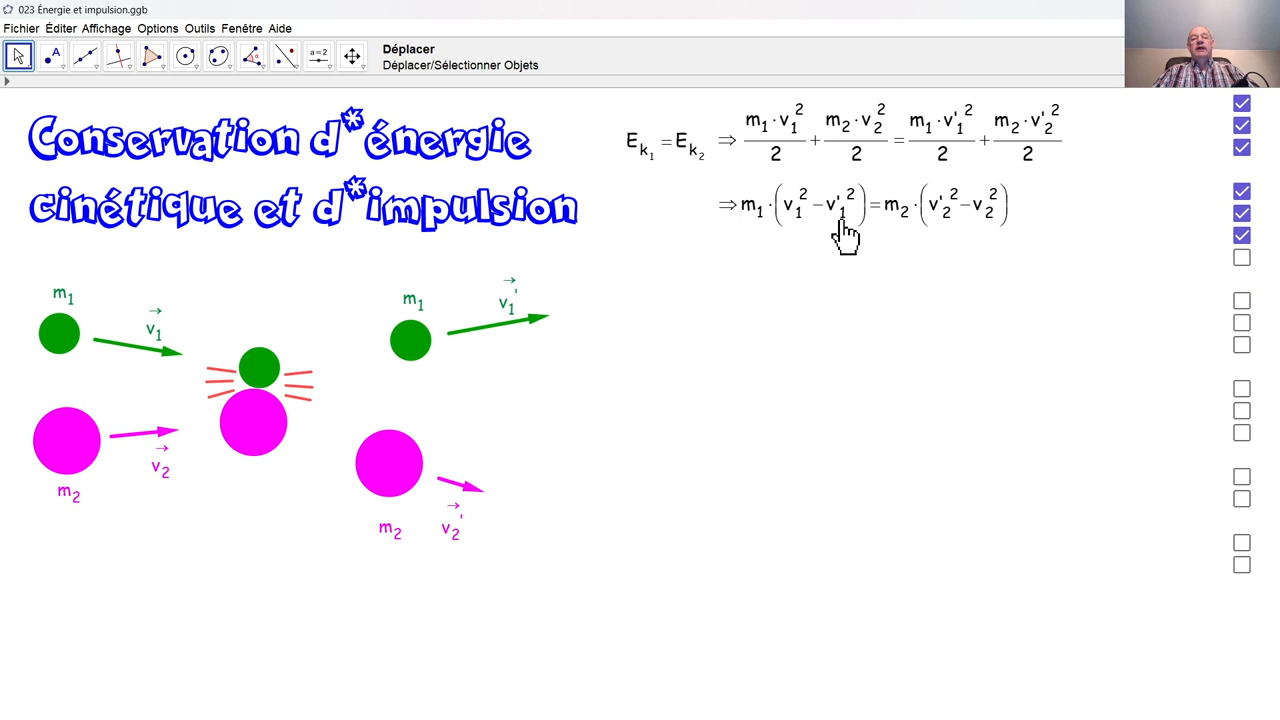 023 Énergie et impulsion.ggb
Fichier Éditer Affichage Options Outils Fenêtre Aide
A
a=2
Déplacer
Déplacer/Sélectionner Objets
Conservation d*énergie
cinétique et d*impulsion
E_k₁ = E_k₂ ⇒ m₁·v₁²/2 + m₂·v₂²/2 = m₁·v'₁²/2 + m₂·v'₂²/2
⇒ m₁·(v₁² − v'₁²) = m₂·(v'₂² − v₂²)
m₁
v₁
v₂
m₂
m₁
v₁'
m₂
v₂'